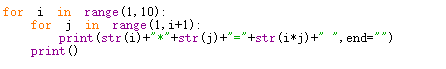 for i in range(1,10):
    for j in range(1,i+1):
        print(str(i)+"*"+str(j)+"="+str(i*j)+" ",end="")
    print()